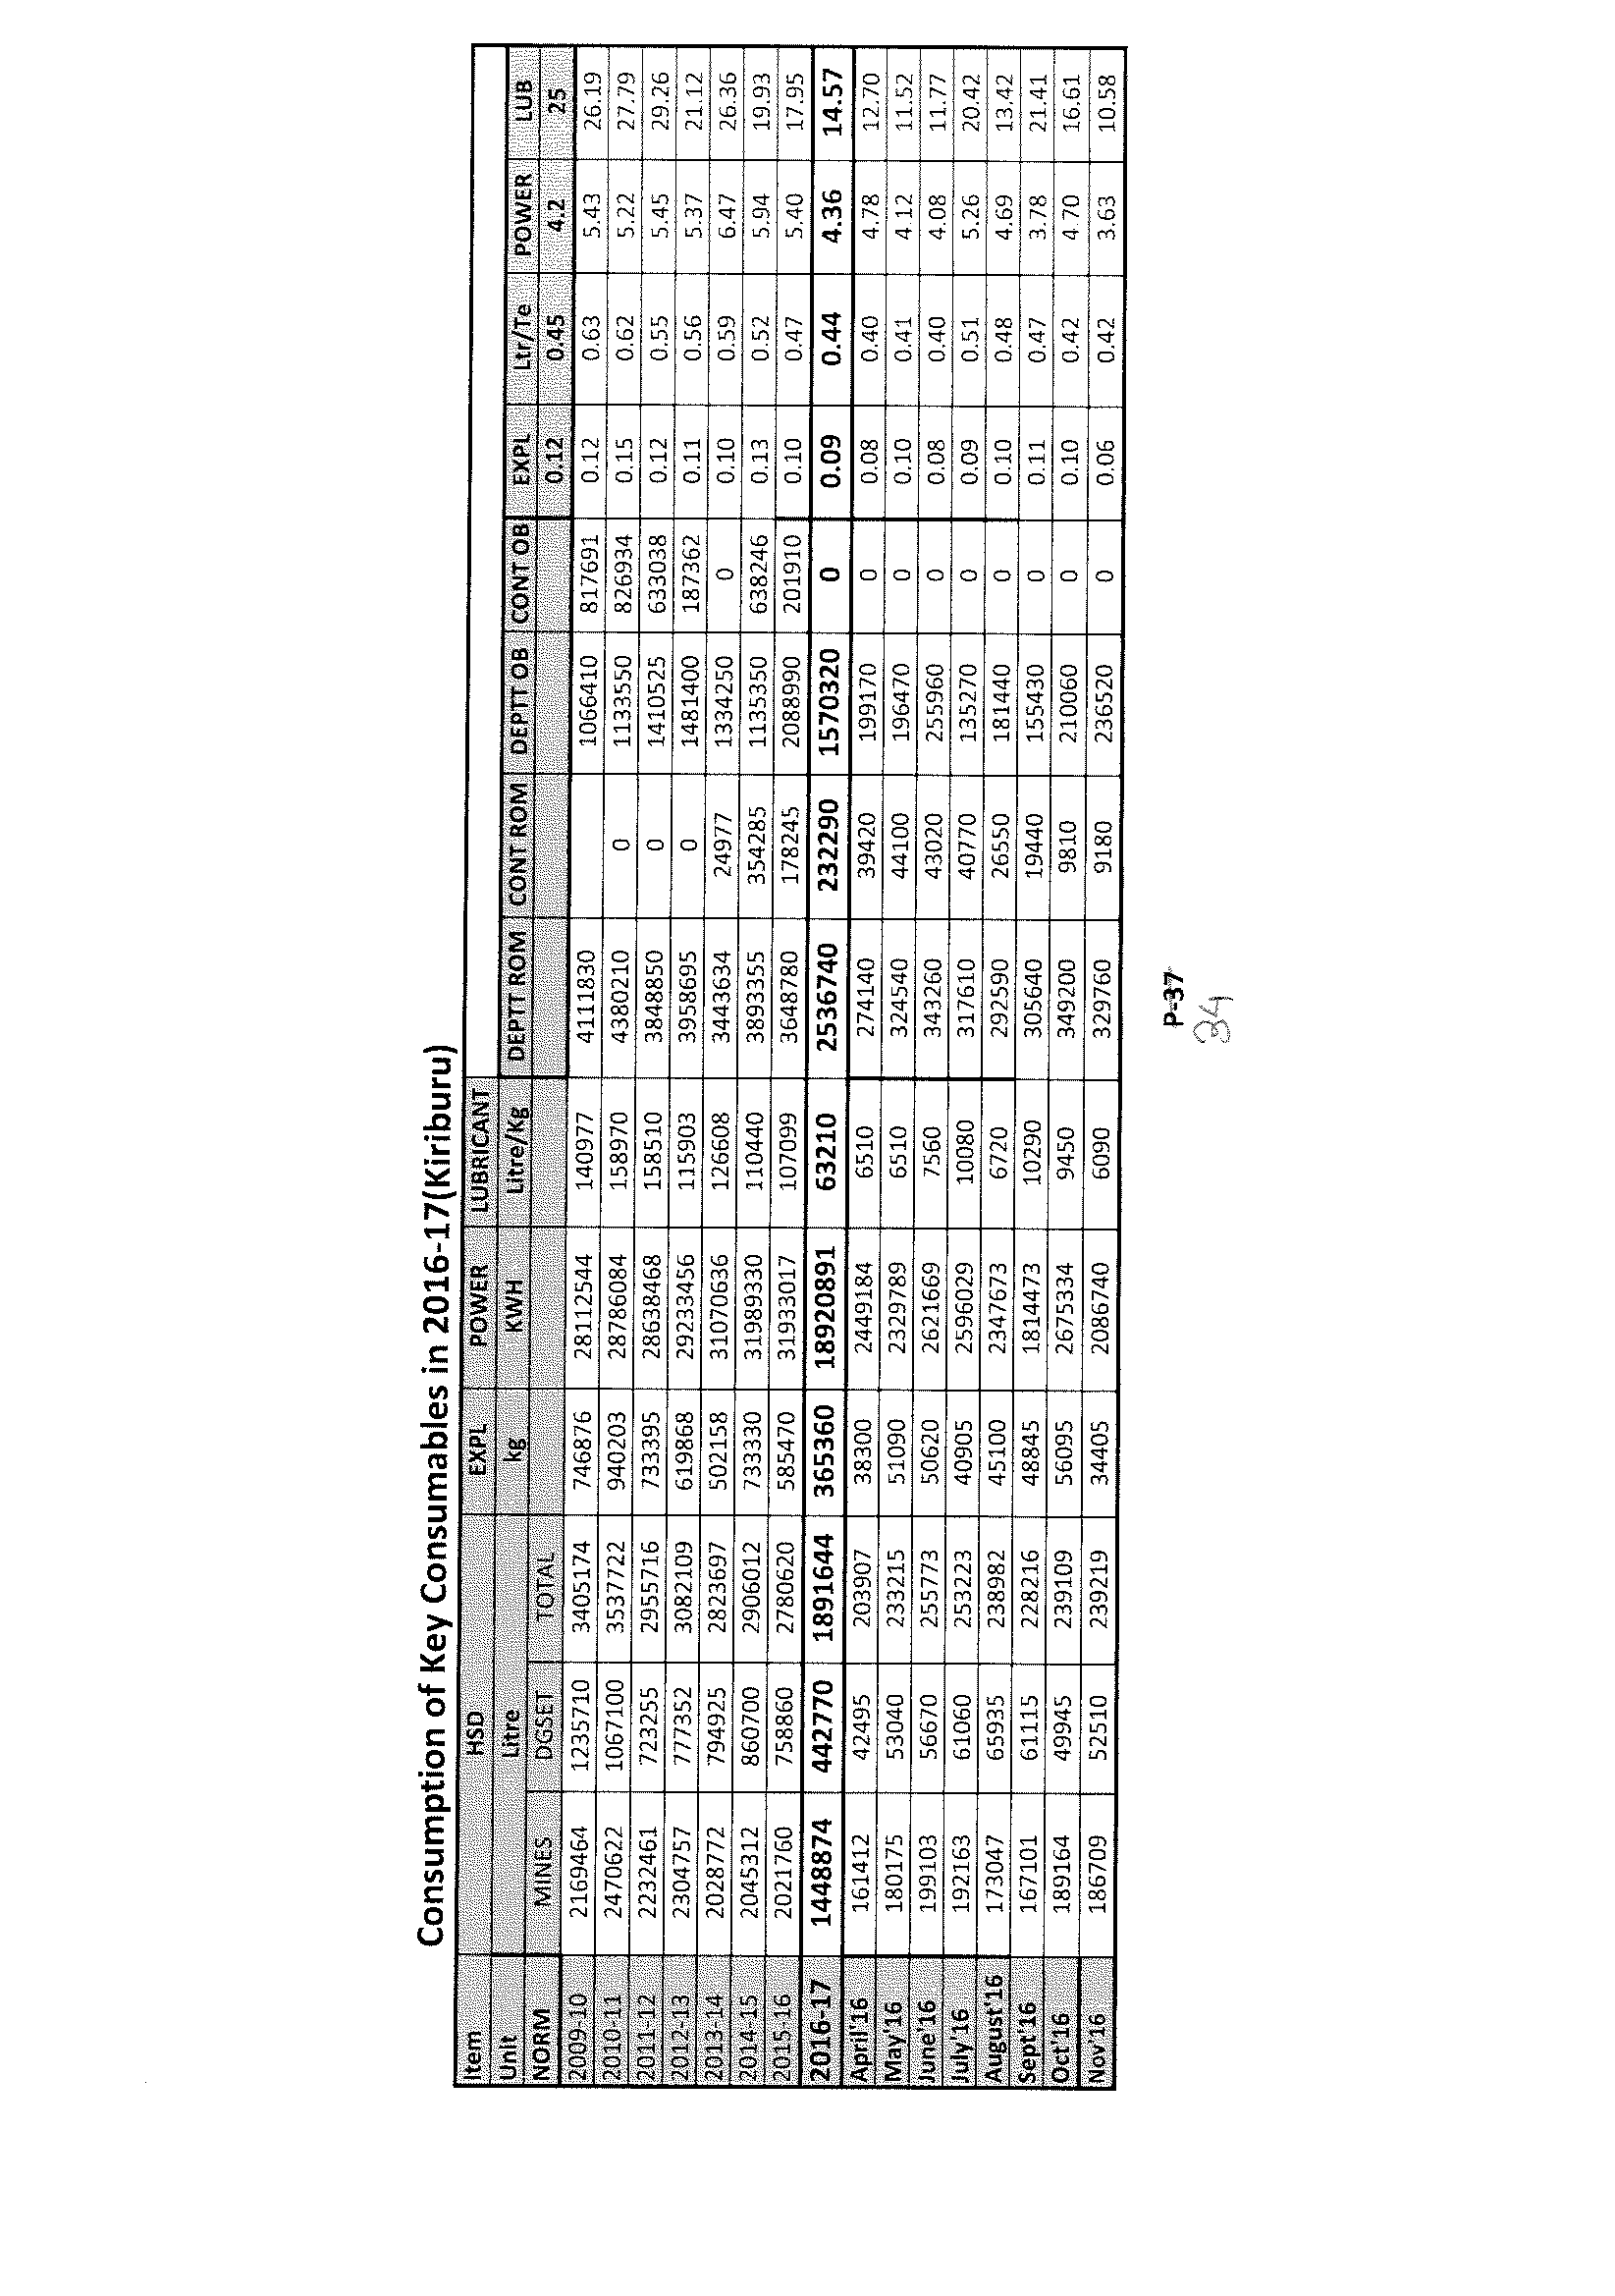 Consumption of Key Consumables in 2016-17(Kiriburu)
Item HSD EXPL POWER LUBRICANT
Unit Litre kg KWH Litre/Kg DEPTT ROM CONT ROM DEPTT OB CONT OB EXPL Ltr/Te POWER LUB
NORM MINES DGSET TOTAL 0.12 0.45 4.2 25
2009-10 2169464 1235710 3405174 746876 28112544 140977 4111830 1066410 817691 0.12 0.63 5.43 26.19
2010-11 2470622 1067100 3537722 940203 28786084 158970 4380210 0 1133550 826934 0.15 0.62 5.22 27.79
2011-12 2232461 723255 2955716 733395 28638468 158510 3848850 0 1410525 633038 0.12 0.55 5.45 29.26
2012-13 2304757 777352 3082109 619868 29233456 115903 3958695 0 1481400 187362 0.11 0.56 5.37 21.12
2013-14 2028772 794925 2823697 502158 31070636 126608 3443634 24977 1334250 0 0.10 0.59 6.47 26.36
2014-15 2045312 860700 2906012 733330 31989330 110440 3893355 354285 1135350 638246 0.13 0.52 5.94 19.93
2015-16 2021760 758860 2780620 585470 31933017 107099 3648780 178245 2088990 201910 0.10 0.47 5.40 17.95
2016-17 1448874 442770 1891644 365360 18920891 63210 2536740 232290 1570320 0 0.09 0.44 4.36 14.57
April'16 161412 42495 203907 38300 2449184 6510 274140 39420 199170 0 0.08 0.40 4.78 12.70
May'16 180175 53040 233215 51090 2329789 6510 324540 44100 196470 0 0.10 0.41 4.12 11.52
June'16 199103 56670 255773 50620 2621669 7560 343260 43020 255960 0 0.08 0.40 4.08 11.77
July'16 192163 61060 253223 40905 2596029 10080 317610 40770 135270 0 0.09 0.51 5.26 20.42
August'16 173047 65935 238982 45100 2347673 6720 292590 26550 181440 0 0.10 0.48 4.69 13.42
Sept'16 167101 61115 228216 48845 1814473 10290 305640 19440 155430 0 0.11 0.47 3.78 21.41
Oct'16 189164 49945 239109 56095 2675334 9450 349200 9810 210060 0 0.10 0.42 4.70 16.61
Nov'16 186709 52510 239219 34405 2086740 6090 329760 9180 236520 0 0.06 0.42 3.63 10.58
P-37
34